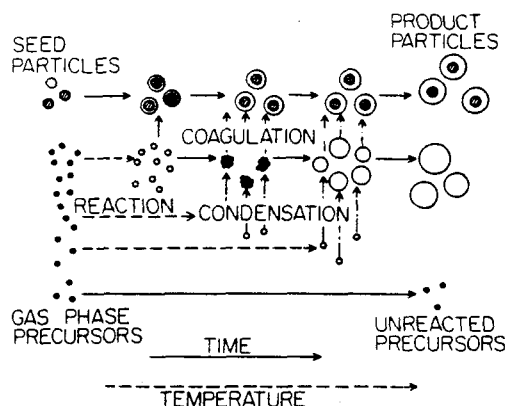 SEED
PARTICLES
PRODUCT
PARTICLES
COAGULATION
REACTION
CONDENSATION
GAS PHASE
PRECURSORS
UNREACTED
PRECURSORS
TIME
TEMPERATURE